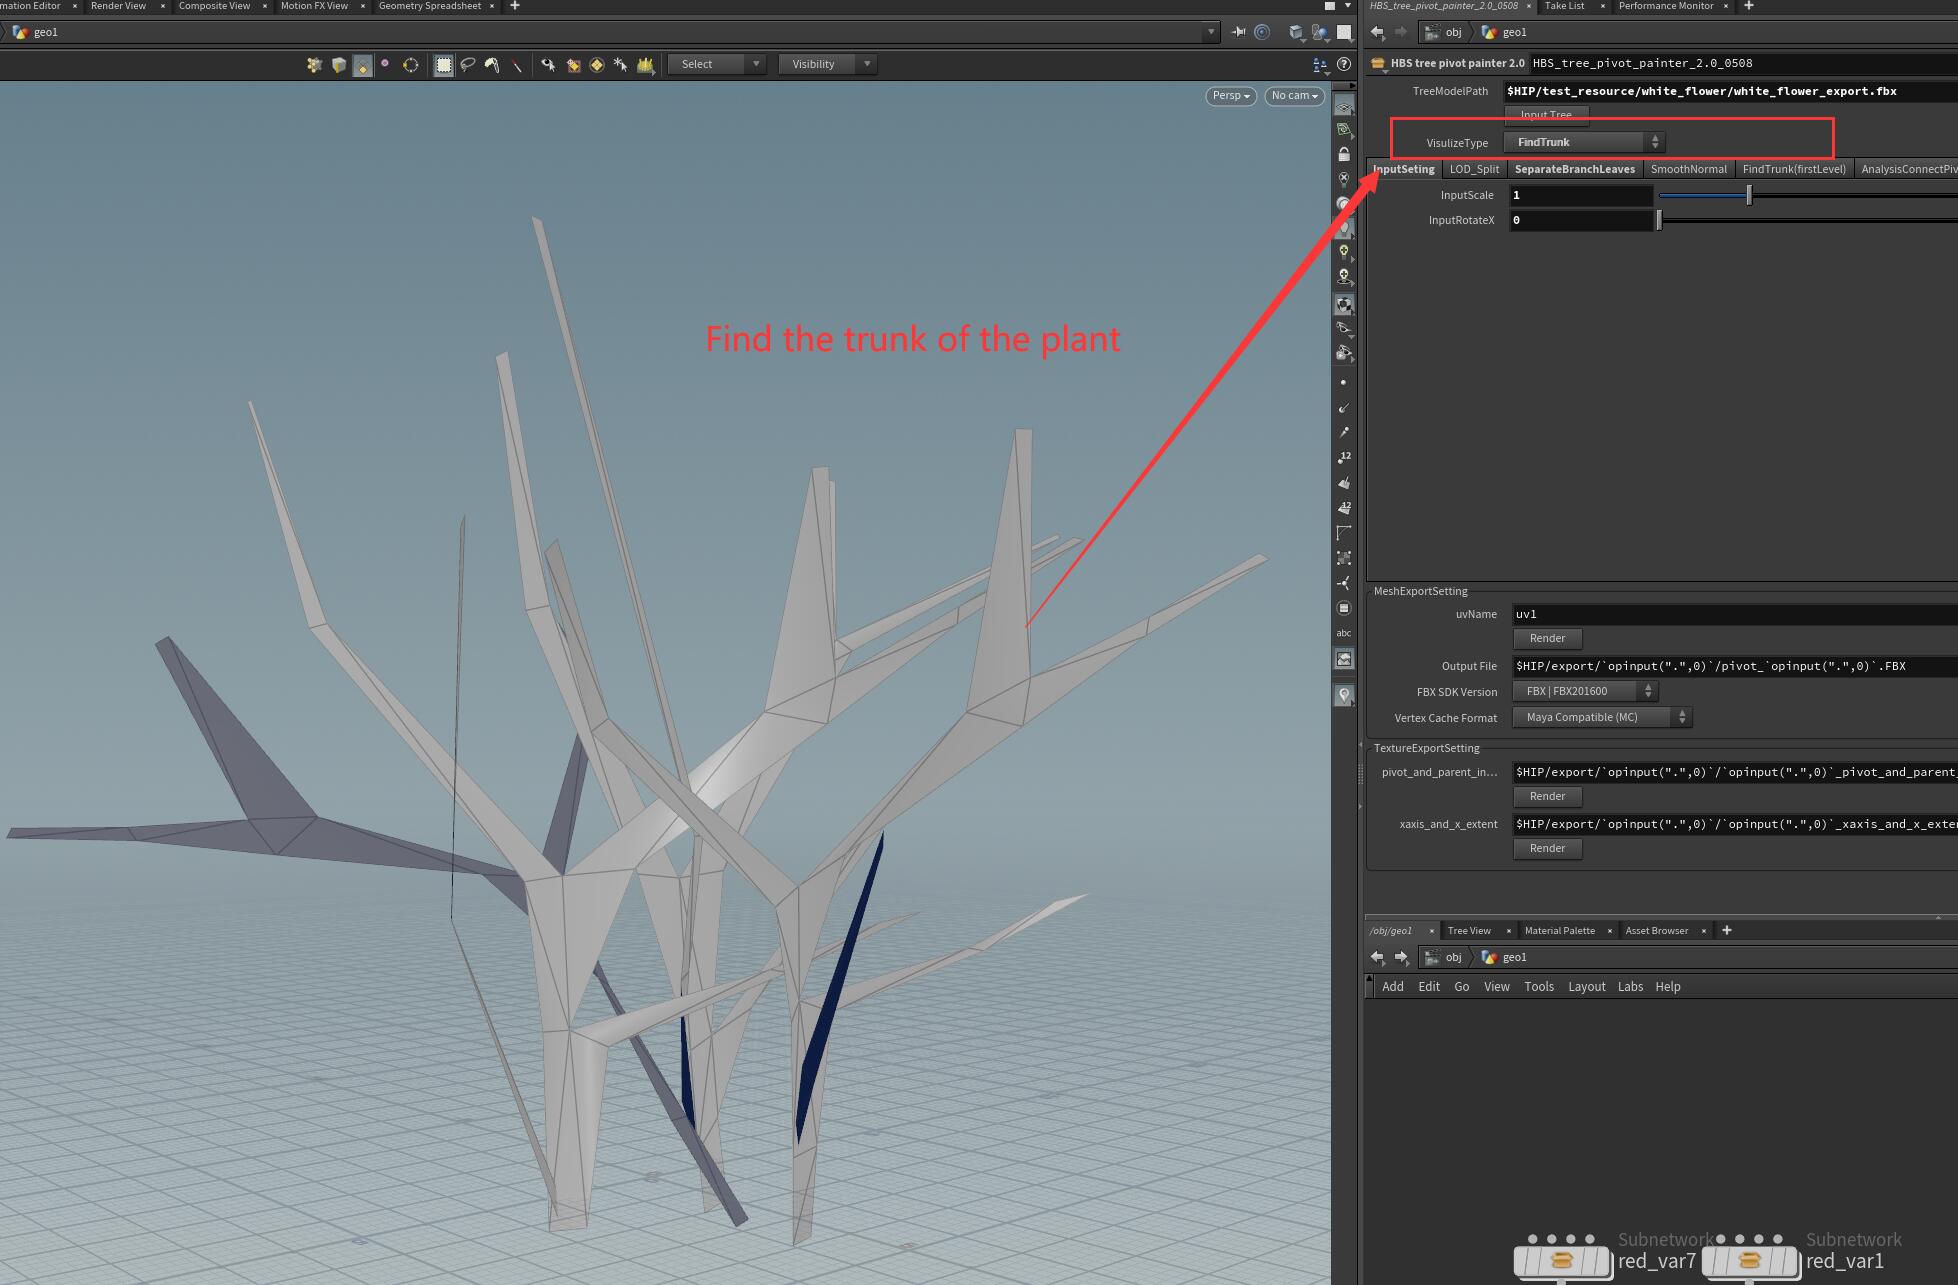 Render View
Composite View
Motion FX View
Geometry Spreadsheet
HBS_tree_pivot_painter_2.0_0508
Take List
Performance Monitor
geo1
obj
geo1
Select
Visibility
HBS tree pivot painter 2.0
HBS_tree_pivot_painter_2.0_0508
Persp
No cam
TreeModelPath
$HIP/test_resource/white_flower/white_flower_export.fbx
Input Tree
VisulizeType
FindTrunk
InputSeting
LOD_Split
SeparateBranchLeaves
SmoothNormal
FindTrunk(firstLevel)
AnalysisConnectPiv
InputScale
1
InputRotateX
0
Find the trunk of the plant
12
12
abc
MeshExportSetting
uvName
uv1
Render
Output File
$HIP/export/`opinput(".",0)`/pivot_`opinput(".",0)`.FBX
FBX SDK Version
FBX | FBX201600
Vertex Cache Format
Maya Compatible (MC)
TextureExportSetting
pivot_and_parent_in...
$HIP/export/`opinput(".",0)`/`opinput(".",0)`_pivot_and_parent_
Render
xaxis_and_x_extent
$HIP/export/`opinput(".",0)`/`opinput(".",0)`_xaxis_and_x_exte
Render
/obj/geo1
Tree View
Material Palette
Asset Browser
obj
geo1
Add
Edit
Go
View
Tools
Layout
Labs
Help
Subnetwork
red_var7
Subnetwork
red_var1